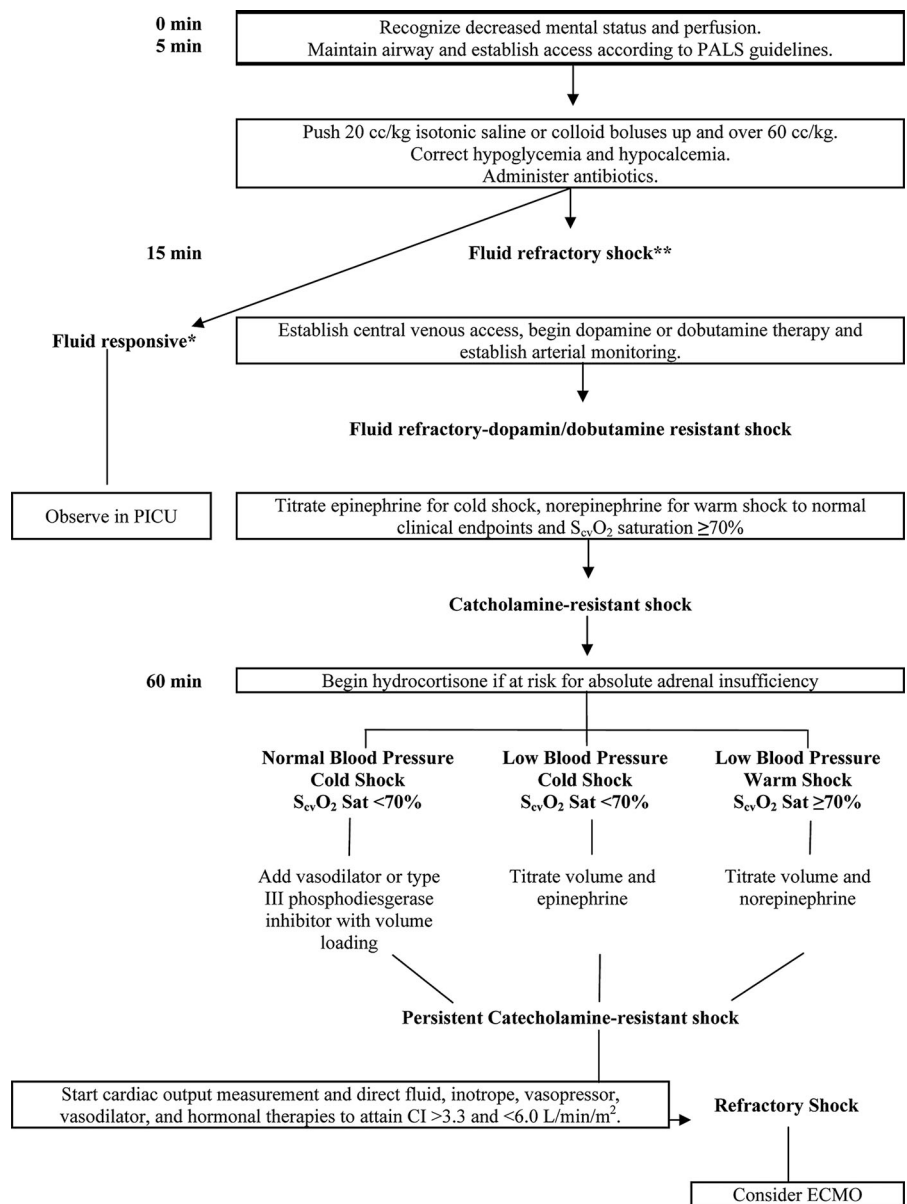 0 min
5 min
Recognize decreased mental status and perfusion.
Maintain airway and establish access according to PALS guidelines.
Push 20 cc/kg isotonic saline or colloid boluses up and over 60 cc/kg.
Correct hypoglycemia and hypocalcemia.
Administer antibiotics.
15 min
Fluid refractory shock**
Fluid responsive*
Establish central venous access, begin dopamine or dobutamine therapy and
establish arterial monitoring.
Fluid refractory-dopamin/dobutamine resistant shock
Observe in PICU
Titrate epinephrine for cold shock, norepinephrine for warm shock to normal
clinical endpoints and ScvO2 saturation ≥70%
Catcholamine-resistant shock
60 min
Begin hydrocortisone if at risk for absolute adrenal insufficiency
Normal Blood Pressure
Cold Shock
ScvO2 Sat <70%
Low Blood Pressure
Cold Shock
ScvO2 Sat <70%
Low Blood Pressure
Warm Shock
ScvO2 Sat ≥70%
Add vasodilator or type
III phosphodiesgerase
inhibitor with volume
loading
Titrate volume and
epinephrine
Titrate volume and
norepinephrine
Persistent Catecholamine-resistant shock
Start cardiac output measurement and direct fluid, inotrope, vasopressor,
vasodilator, and hormonal therapies to attain CI >3.3 and <6.0 L/min/m².
Refractory Shock
Consider ECMO